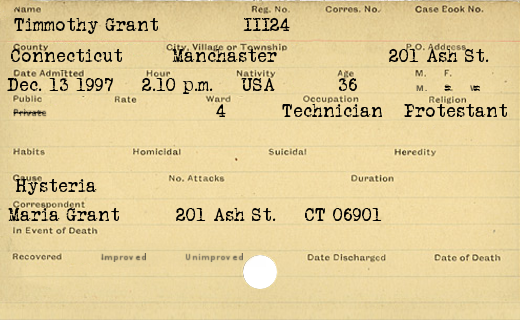 Name Reg. No. Corres. No. Case Book No.
Timmothy Grant III24
County City, Village or Township P.O. Address
Connecticut Manchaster 201 Ash St.
Date Admitted Hour Nativity Age M. F.
Dec. 13 1997 2.10 p.m. USA 36 M. S. W.
Public Rate Ward Occupation Religion
Private 4 Technician Protestant
Habits Homicidal Suicidal Heredity
Cause No. Attacks Duration
Hysteria
Correspondent
Maria Grant 201 Ash St. CT 06901
In Event of Death
Recovered Improved Unimproved Date Discharged Date of Death